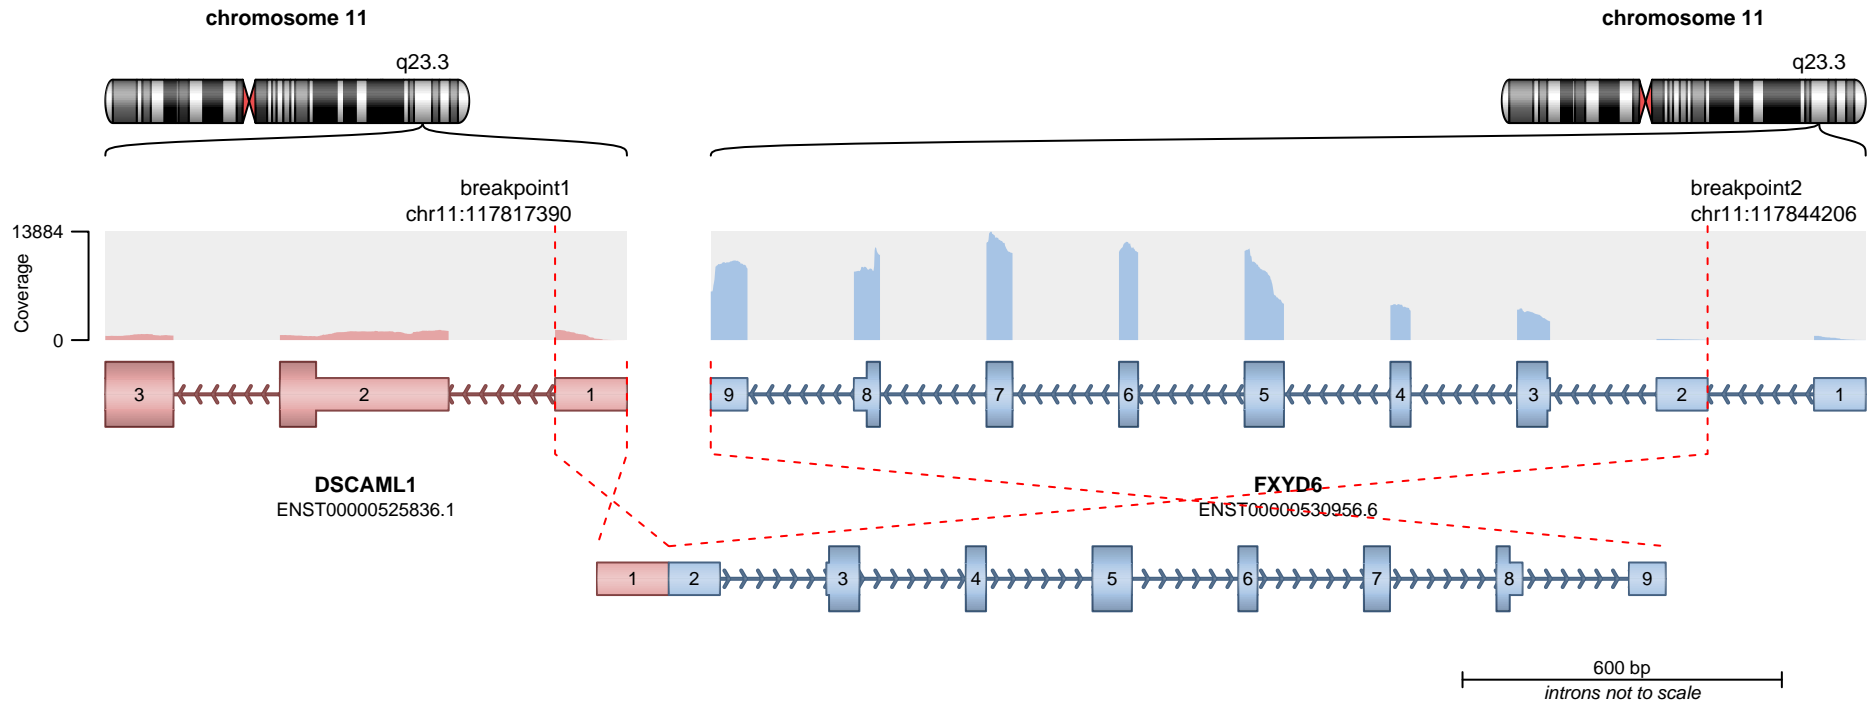 chromosome 11
chromosome 11
q23.3
q23.3
breakpoint1
chr11:117817390
breakpoint2
chr11:117844206
13884
Coverage
0
3
2
1
9
8
7
6
5
4
3
2
1
DSCAML1
ENST00000525836.1
FXYD6
ENST00000530956.6
1
2
3
4
5
6
7
8
9
600 bp
introns not to scale